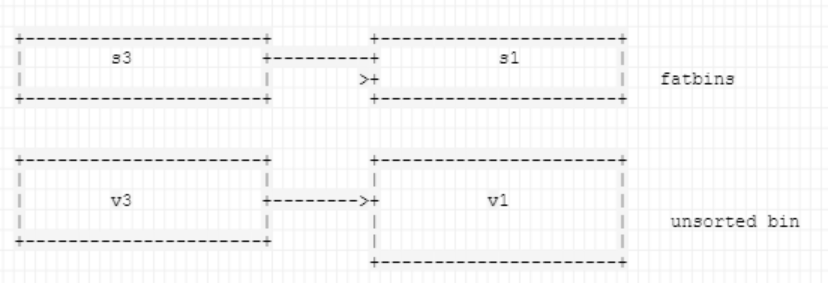 s3 s1
fatbins
v3 v1
unsorted bin